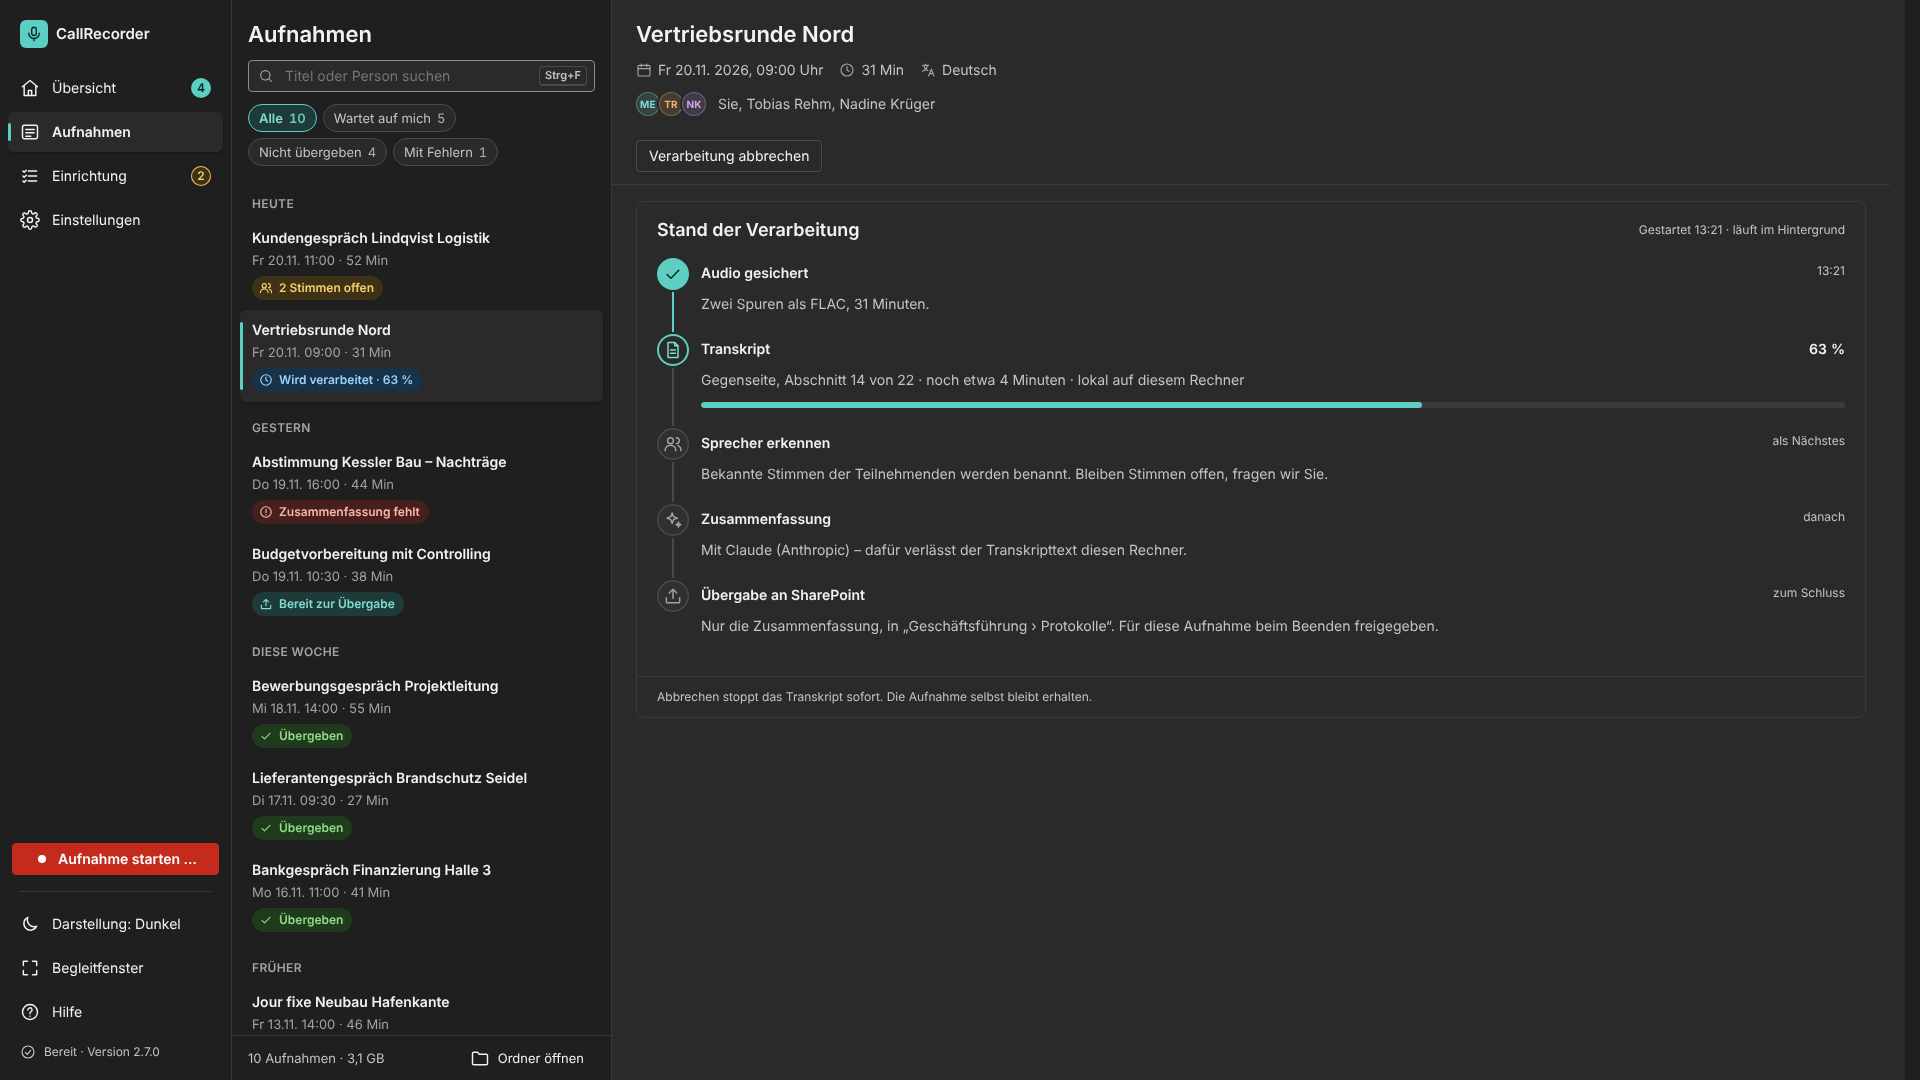 CallRecorder
Übersicht 4
Aufnahmen
Einrichtung 2
Einstellungen
Aufnahme starten ...
Darstellung: Dunkel
Begleitfenster
Hilfe
Bereit · Version 2.7.0
Aufnahmen
Titel oder Person suchen Strg+F
Alle 10 Wartet auf mich 5
Nicht übergeben 4 Mit Fehlern 1
HEUTE
Kundengespräch Lindqvist Logistik
Fr 20.11. 11:00 · 52 Min
2 Stimmen offen
Vertriebsrunde Nord
Fr 20.11. 09:00 · 31 Min
Wird verarbeitet · 63 %
GESTERN
Abstimmung Kessler Bau – Nachträge
Do 19.11. 16:00 · 44 Min
Zusammenfassung fehlt
Budgetvorbereitung mit Controlling
Do 19.11. 10:30 · 38 Min
Bereit zur Übergabe
DIESE WOCHE
Bewerbungsgespräch Projektleitung
Mi 18.11. 14:00 · 55 Min
Übergeben
Lieferantengespräch Brandschutz Seidel
Di 17.11. 09:30 · 27 Min
Übergeben
Bankgespräch Finanzierung Halle 3
Mo 16.11. 11:00 · 41 Min
Übergeben
FRÜHER
Jour fixe Neubau Hafenkante
Fr 13.11. 14:00 · 46 Min
10 Aufnahmen · 3,1 GB Ordner öffnen
Vertriebsrunde Nord
Fr 20.11. 2026, 09:00 Uhr 31 Min Deutsch
ME TR NK Sie, Tobias Rehm, Nadine Krüger
Verarbeitung abbrechen
Stand der Verarbeitung Gestartet 13:21 · läuft im Hintergrund
Audio gesichert 13:21
Zwei Spuren als FLAC, 31 Minuten.
Transkript 63 %
Gegenseite, Abschnitt 14 von 22 · noch etwa 4 Minuten · lokal auf diesem Rechner
Sprecher erkennen als Nächstes
Bekannte Stimmen der Teilnehmenden werden benannt. Bleiben Stimmen offen, fragen wir Sie.
Zusammenfassung danach
Mit Claude (Anthropic) – dafür verlässt der Transkripttext diesen Rechner.
Übergabe an SharePoint zum Schluss
Nur die Zusammenfassung, in „Geschäftsführung › Protokolle“. Für diese Aufnahme beim Beenden freigegeben.
Abbrechen stoppt das Transkript sofort. Die Aufnahme selbst bleibt erhalten.